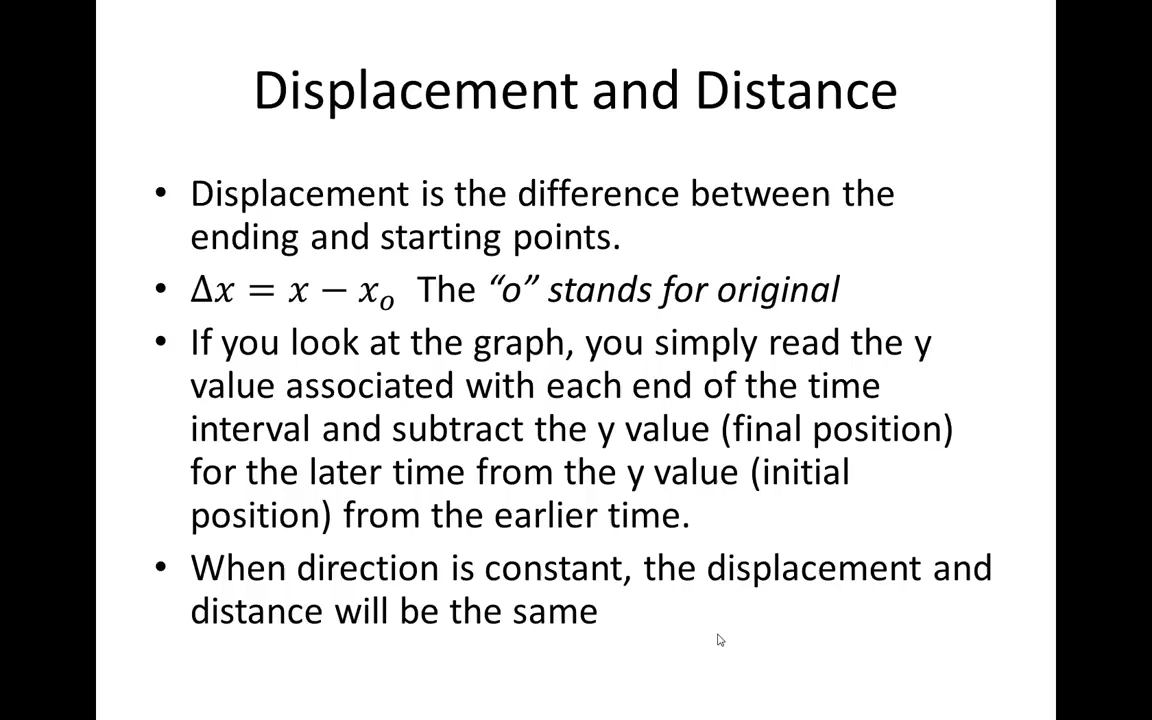 Displacement and Distance
• Displacement is the difference between the
ending and starting points.
• Δx = x − xₒ The “o” stands for original
• If you look at the graph, you simply read the y
value associated with each end of the time
interval and subtract the y value (final position)
for the later time from the y value (initial
position) from the earlier time.
• When direction is constant, the displacement and
distance will be the same